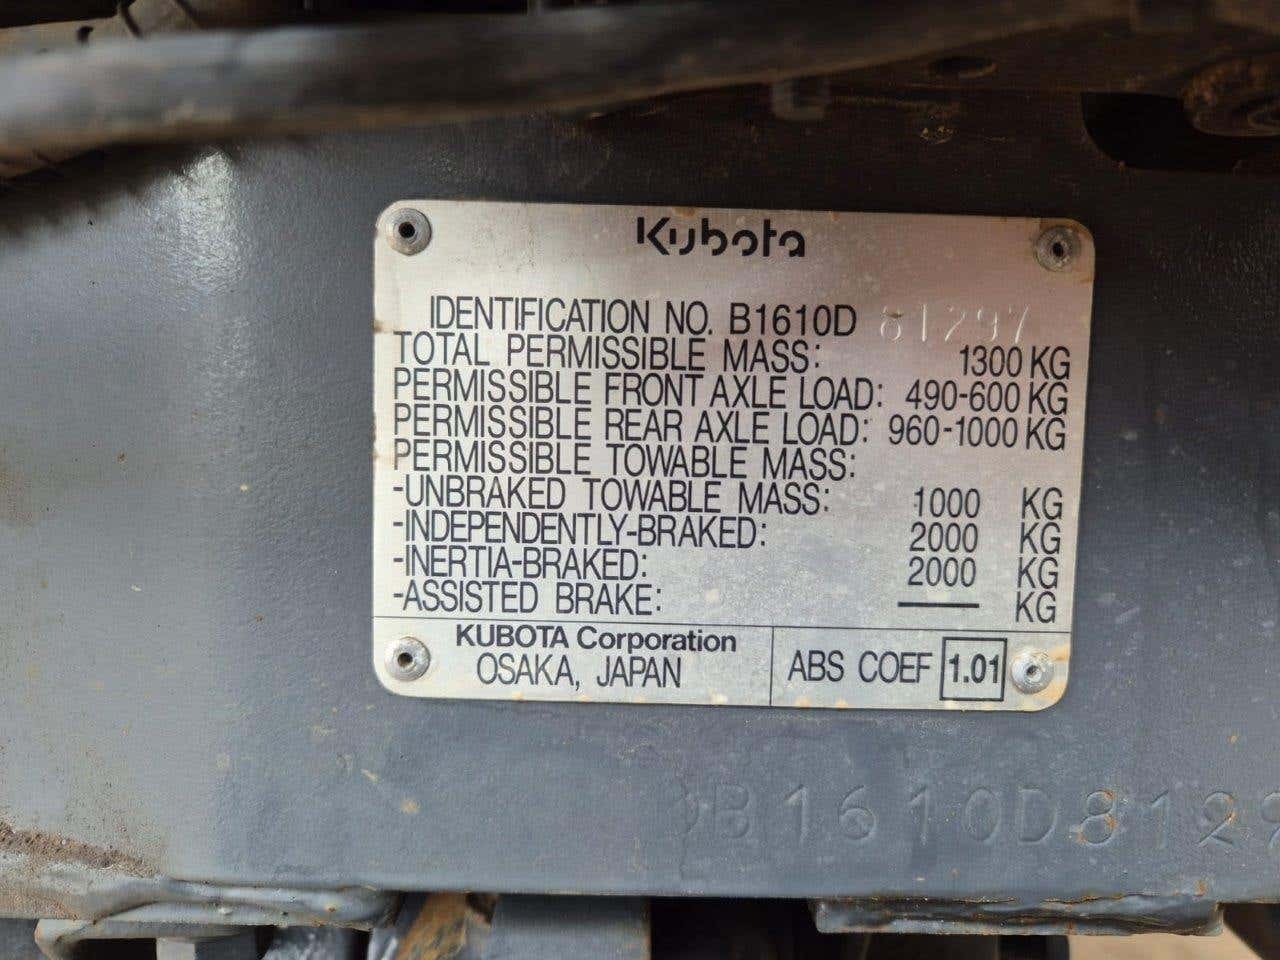 Kubota
IDENTIFICATION NO. B1610D 81297
TOTAL PERMISSIBLE MASS: 1300 KG
PERMISSIBLE FRONT AXLE LOAD: 490-600 KG
PERMISSIBLE REAR AXLE LOAD: 960-1000 KG
PERMISSIBLE TOWABLE MASS:
-UNBRAKED TOWABLE MASS: 1000 KG
-INDEPENDENTLY-BRAKED: 2000 KG
-INERTIA-BRAKED: 2000 KG
-ASSISTED BRAKE: —— KG
KUBOTA Corporation
OSAKA, JAPAN
ABS COEF 1.01
B1610D8129